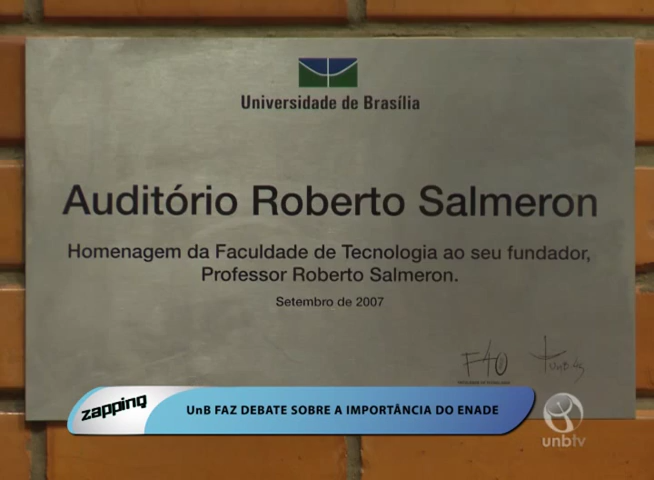 Universidade de Brasília
Auditório Roberto Salmeron
Homenagem da Faculdade de Tecnologia ao seu fundador,
Professor Roberto Salmeron.
Setembro de 2007
zapping
UnB FAZ DEBATE SOBRE A IMPORTÂNCIA DO ENADE
unbtv